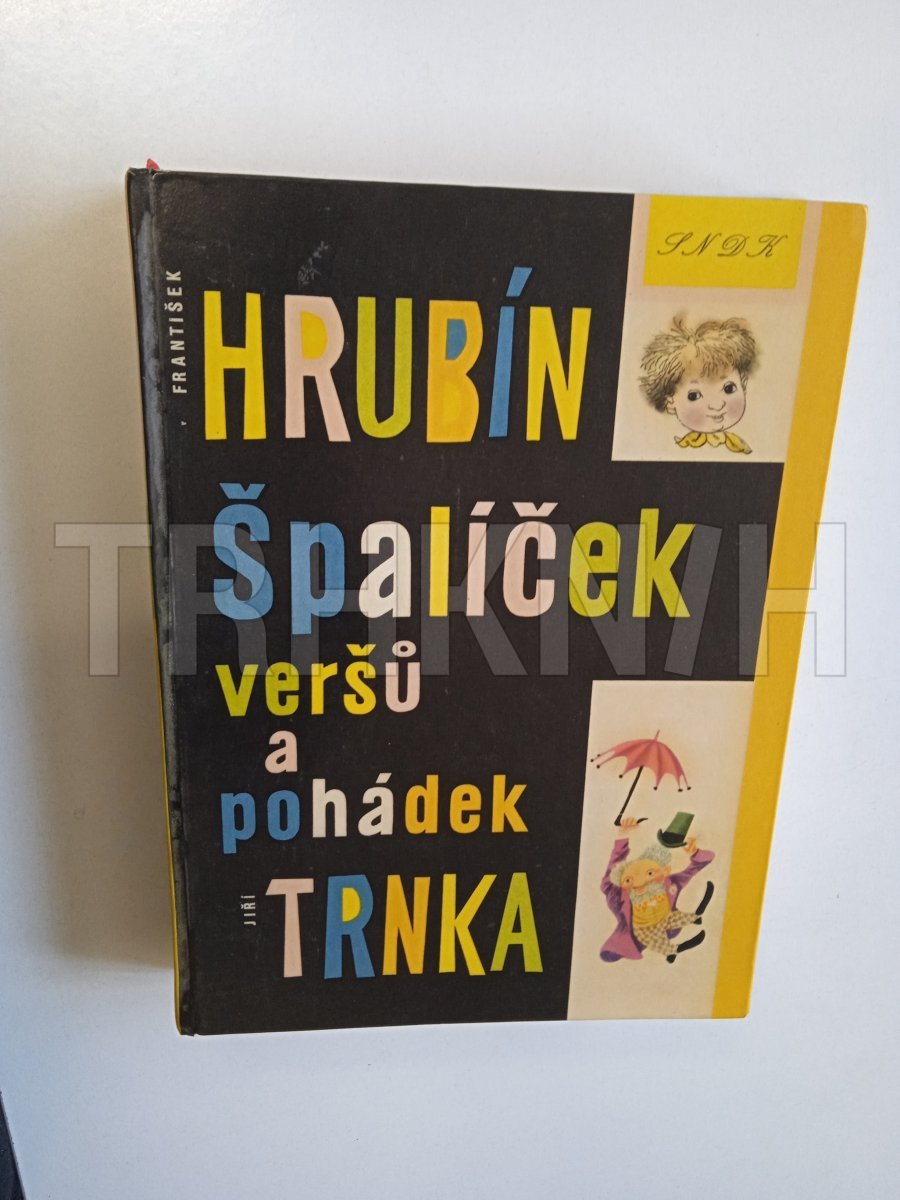 SNDK
FRANTIŠEK
HRUBÍN
Špalíček
veršů
a
pohádek
JIŘÍ
TRNKA
TRHKNIH